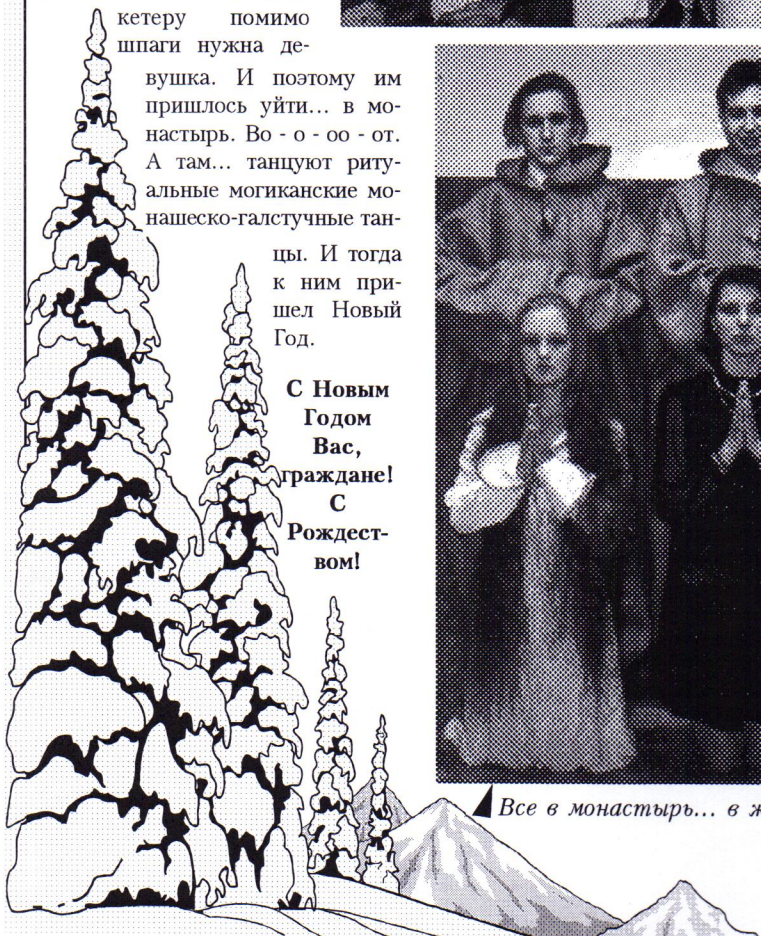 кетеру помимо
шпаги нужна де-
вушка. И поэтому им
пришлось уйти... в мо-
настырь. Во - о - оо - от.
А там... танцуют риту-
альные могиканские мо-
нашеско-галстучные тан-
цы. И тогда
к ним при-
шел Новый
Год.
С Новым
Годом
Вас,
граждане!
С
Рождест-
вом!
Все в монастырь... в ж